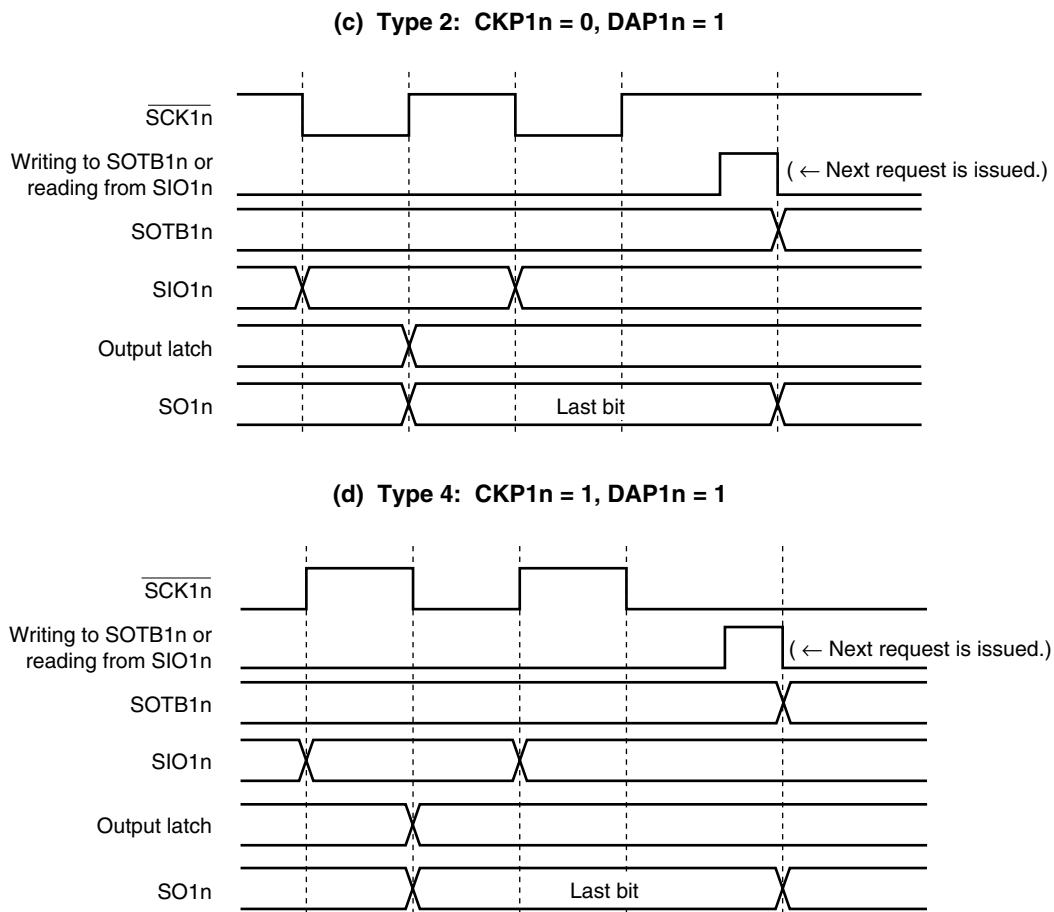 (c) Type 2: CKP1n = 0, DAP1n = 1
SCK1n
Writing to SOTB1n or
reading from SIO1n
( ← Next request is issued.)
SOTB1n
SIO1n
Output latch
SO1n
Last bit
(d) Type 4: CKP1n = 1, DAP1n = 1
SCK1n
Writing to SOTB1n or
reading from SIO1n
( ← Next request is issued.)
SOTB1n
SIO1n
Output latch
SO1n
Last bit